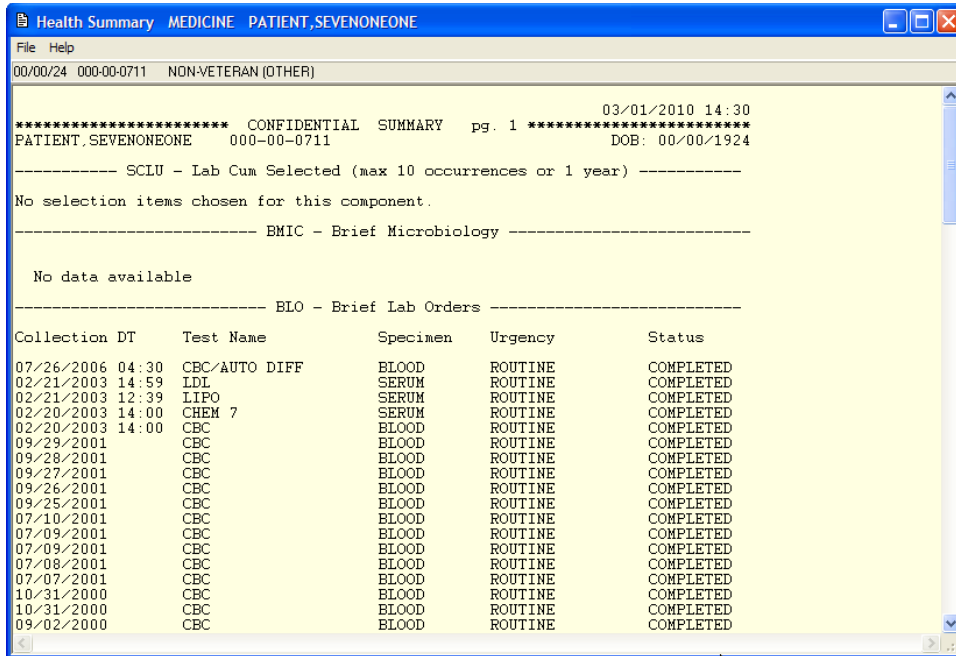 Health Summary MEDICINE PATIENT,SEVENONEONE
File Help
00/00/24 000-00-0711 NON-VETERAN (OTHER)
03/01/2010 14:30
*********************** CONFIDENTIAL SUMMARY pg. 1 ************************
PATIENT,SEVENONEONE 000-00-0711 DOB: 00/00/1924
----------- SCLU - Lab Cum Selected (max 10 occurrences or 1 year) -----------
No selection items chosen for this component.
-------------------------- BMIC - Brief Microbiology --------------------------
No data available
--------------------------- BLO - Brief Lab Orders ---------------------------
Collection DT Test Name Specimen Urgency Status
07/26/2006 04:30 CBC/AUTO DIFF BLOOD ROUTINE COMPLETED
02/21/2003 14:59 LDL SERUM ROUTINE COMPLETED
02/21/2003 12:39 LIPO SERUM ROUTINE COMPLETED
02/20/2003 14:00 CHEM 7 SERUM ROUTINE COMPLETED
02/20/2003 14:00 CBC BLOOD ROUTINE COMPLETED
09/29/2001 CBC BLOOD ROUTINE COMPLETED
09/28/2001 CBC BLOOD ROUTINE COMPLETED
09/27/2001 CBC BLOOD ROUTINE COMPLETED
09/26/2001 CBC BLOOD ROUTINE COMPLETED
09/25/2001 CBC BLOOD ROUTINE COMPLETED
07/10/2001 CBC BLOOD ROUTINE COMPLETED
07/09/2001 CBC BLOOD ROUTINE COMPLETED
07/09/2001 CBC BLOOD ROUTINE COMPLETED
07/08/2001 CBC BLOOD ROUTINE COMPLETED
07/07/2001 CBC BLOOD ROUTINE COMPLETED
10/31/2000 CBC BLOOD ROUTINE COMPLETED
10/31/2000 CBC BLOOD ROUTINE COMPLETED
09/02/2000 CBC BLOOD ROUTINE COMPLETED